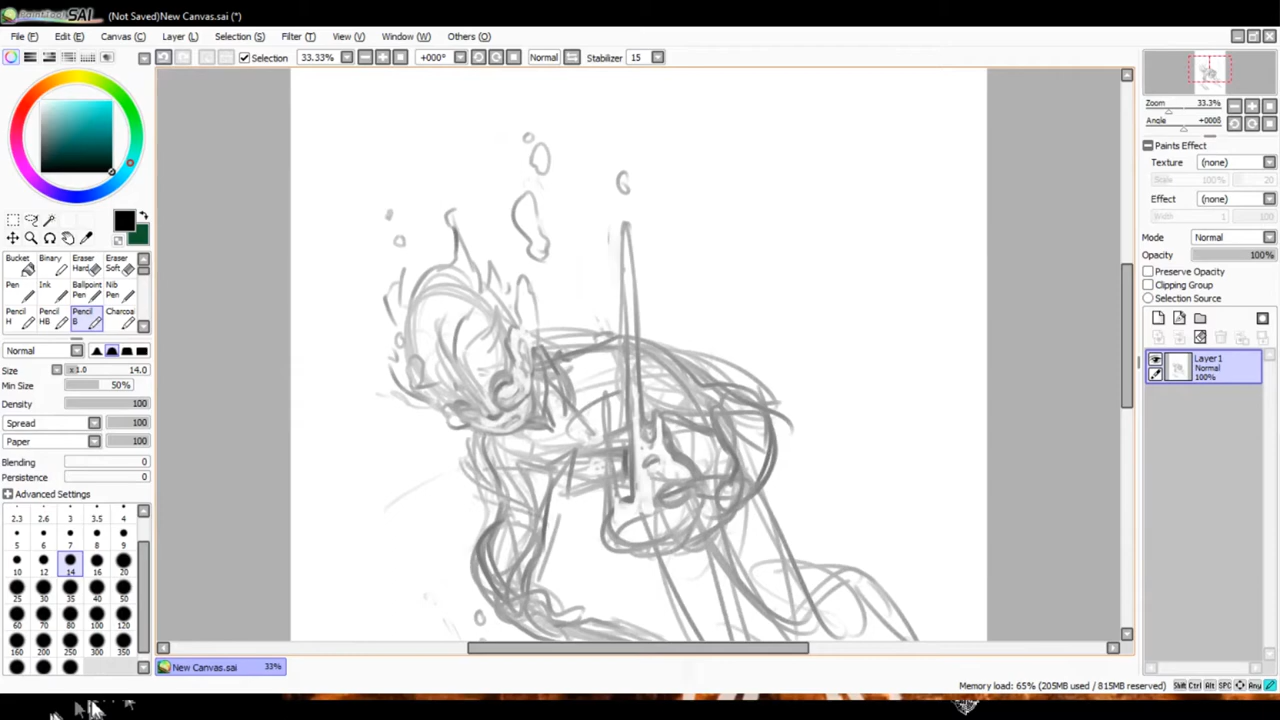 PaintTool SAI (Not Saved)New Canvas.sai (*)
File (F) Edit (E) Canvas (C) Layer (L) Selection (S) Filter (T) View (V) Window (W) Others (O)
Selection 33.33% +000° Normal Stabilizer 15
Zoom 33.3%
Angle +000§
Paints Effect
Texture (none)
Scale 100% 20
Effect (none)
Width 1 100
Mode Normal
Opacity 100%
Preserve Opacity
Clipping Group
Selection Source
Layer1
Normal
100%
Bucket Binary Eraser Hard Eraser Soft
Pen Ink Ballpoint Pen Nib Pen
Pencil H Pencil HB Pencil B Charcoa
Normal
Size x1.0 14.0
Min Size 50%
Density 100
Spread 100
Paper 100
Blending 0
Persistence 0
Advanced Settings
2.3 2.6 3 3.5 4
5 6 7 8 9
10 12 14 16 20
25 30 35 40 50
60 70 80 100 120
160 200 250 300 350
New Canvas.sai 33%
Memory load: 65% (205MB used / 815MB reserved) Shift Ctrl Alt SPC Any